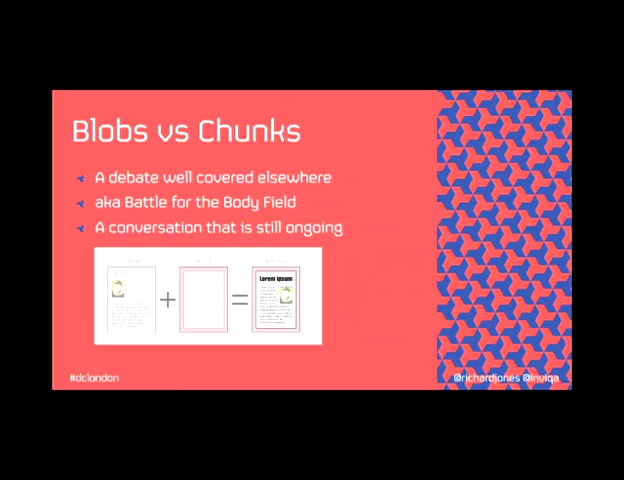 Blobs vs Chunks
A debate well covered elsewhere
aka Battle for the Body Field
A conversation that is still ongoing
Lorem Ipsum
+
=
#dclondon
@richardjones @inviqa